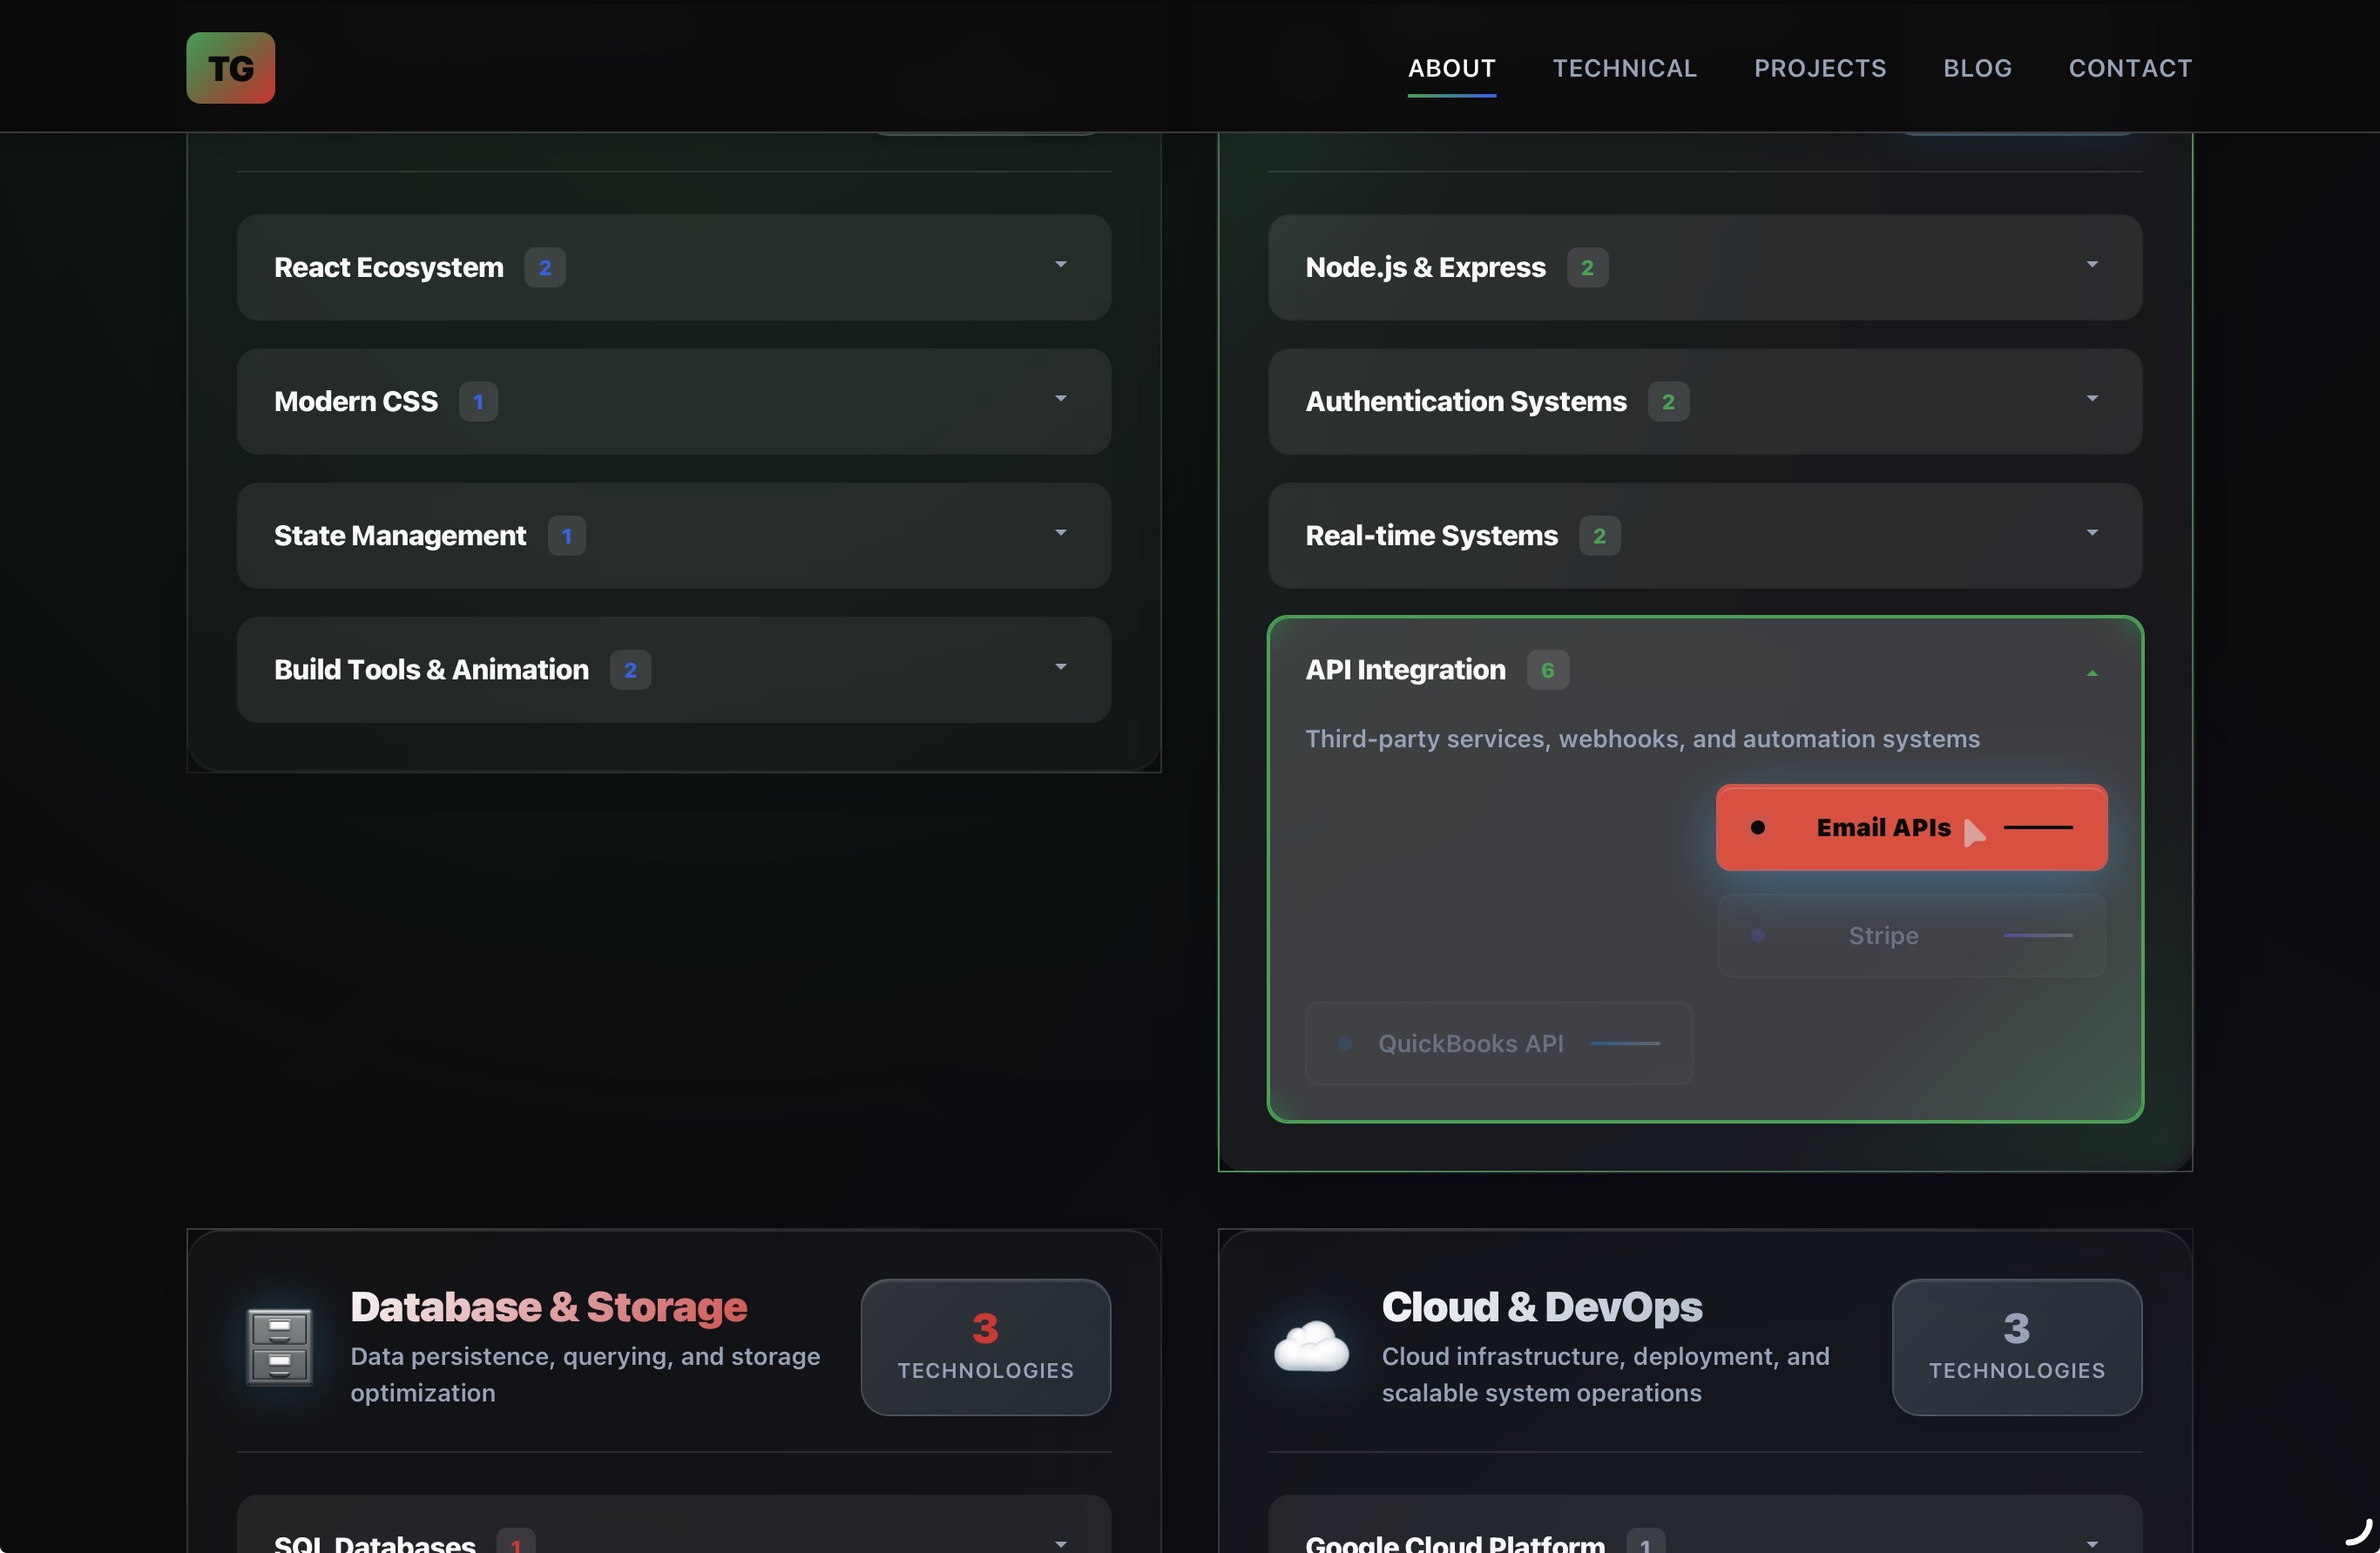 TG
ABOUT
TECHNICAL
PROJECTS
BLOG
CONTACT
React Ecosystem 2
Modern CSS 1
State Management 1
Build Tools & Animation 2
Node.js & Express 2
Authentication Systems 2
Real-time Systems 2
API Integration 6
Third-party services, webhooks, and automation systems
Email APIs
Stripe
QuickBooks API
Database & Storage
Data persistence, querying, and storage
optimization
3
TECHNOLOGIES
SQL Databases 1
Cloud & DevOps
Cloud infrastructure, deployment, and
scalable system operations
3
TECHNOLOGIES
Google Cloud Platform 1